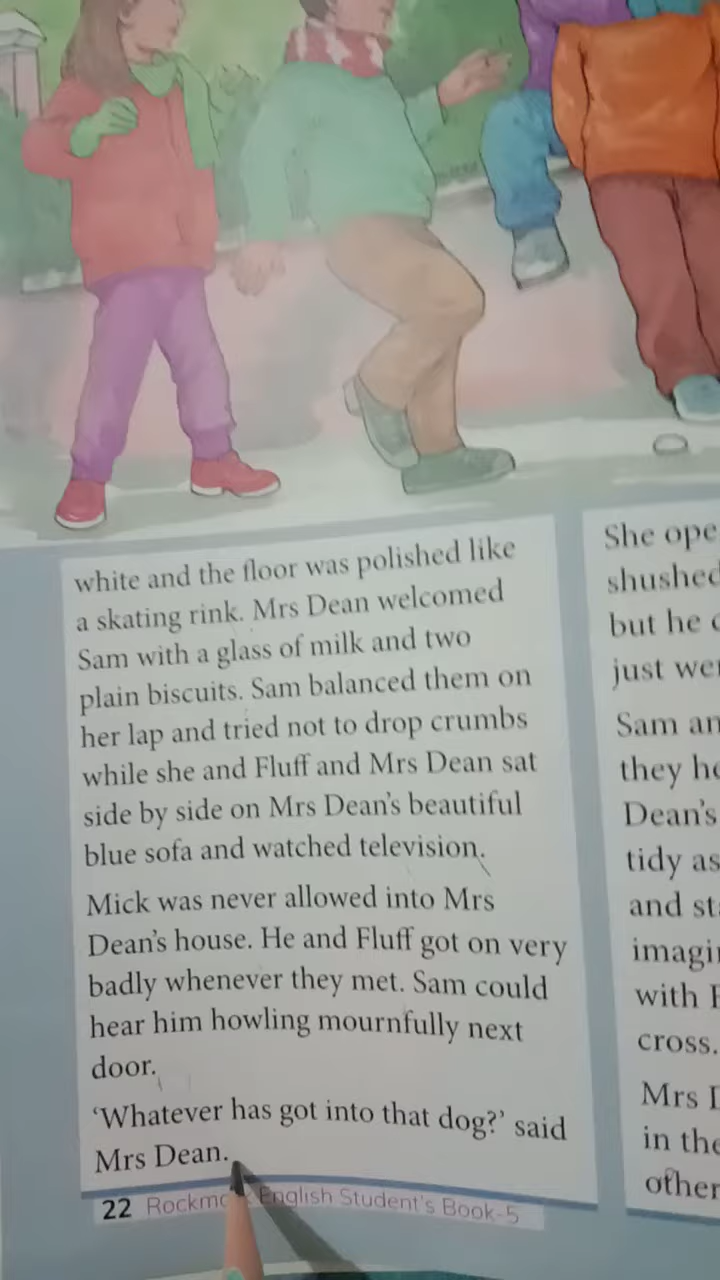 white and the floor was polished like
a skating rink. Mrs Dean welcomed
Sam with a glass of milk and two
plain biscuits. Sam balanced them on
her lap and tried not to drop crumbs
while she and Fluff and Mrs Dean sat
side by side on Mrs Dean's beautiful
blue sofa and watched television.
Mick was never allowed into Mrs
Dean's house. He and Fluff got on very
badly whenever they met. Sam could
hear him howling mournfully next
door.
‘Whatever has got into that dog?’ said
Mrs Dean.
22 English Student's Book-5
She
but he
just
Sam
they
Dean's
tidy as
and
with
cross.
Mrs
in the
other